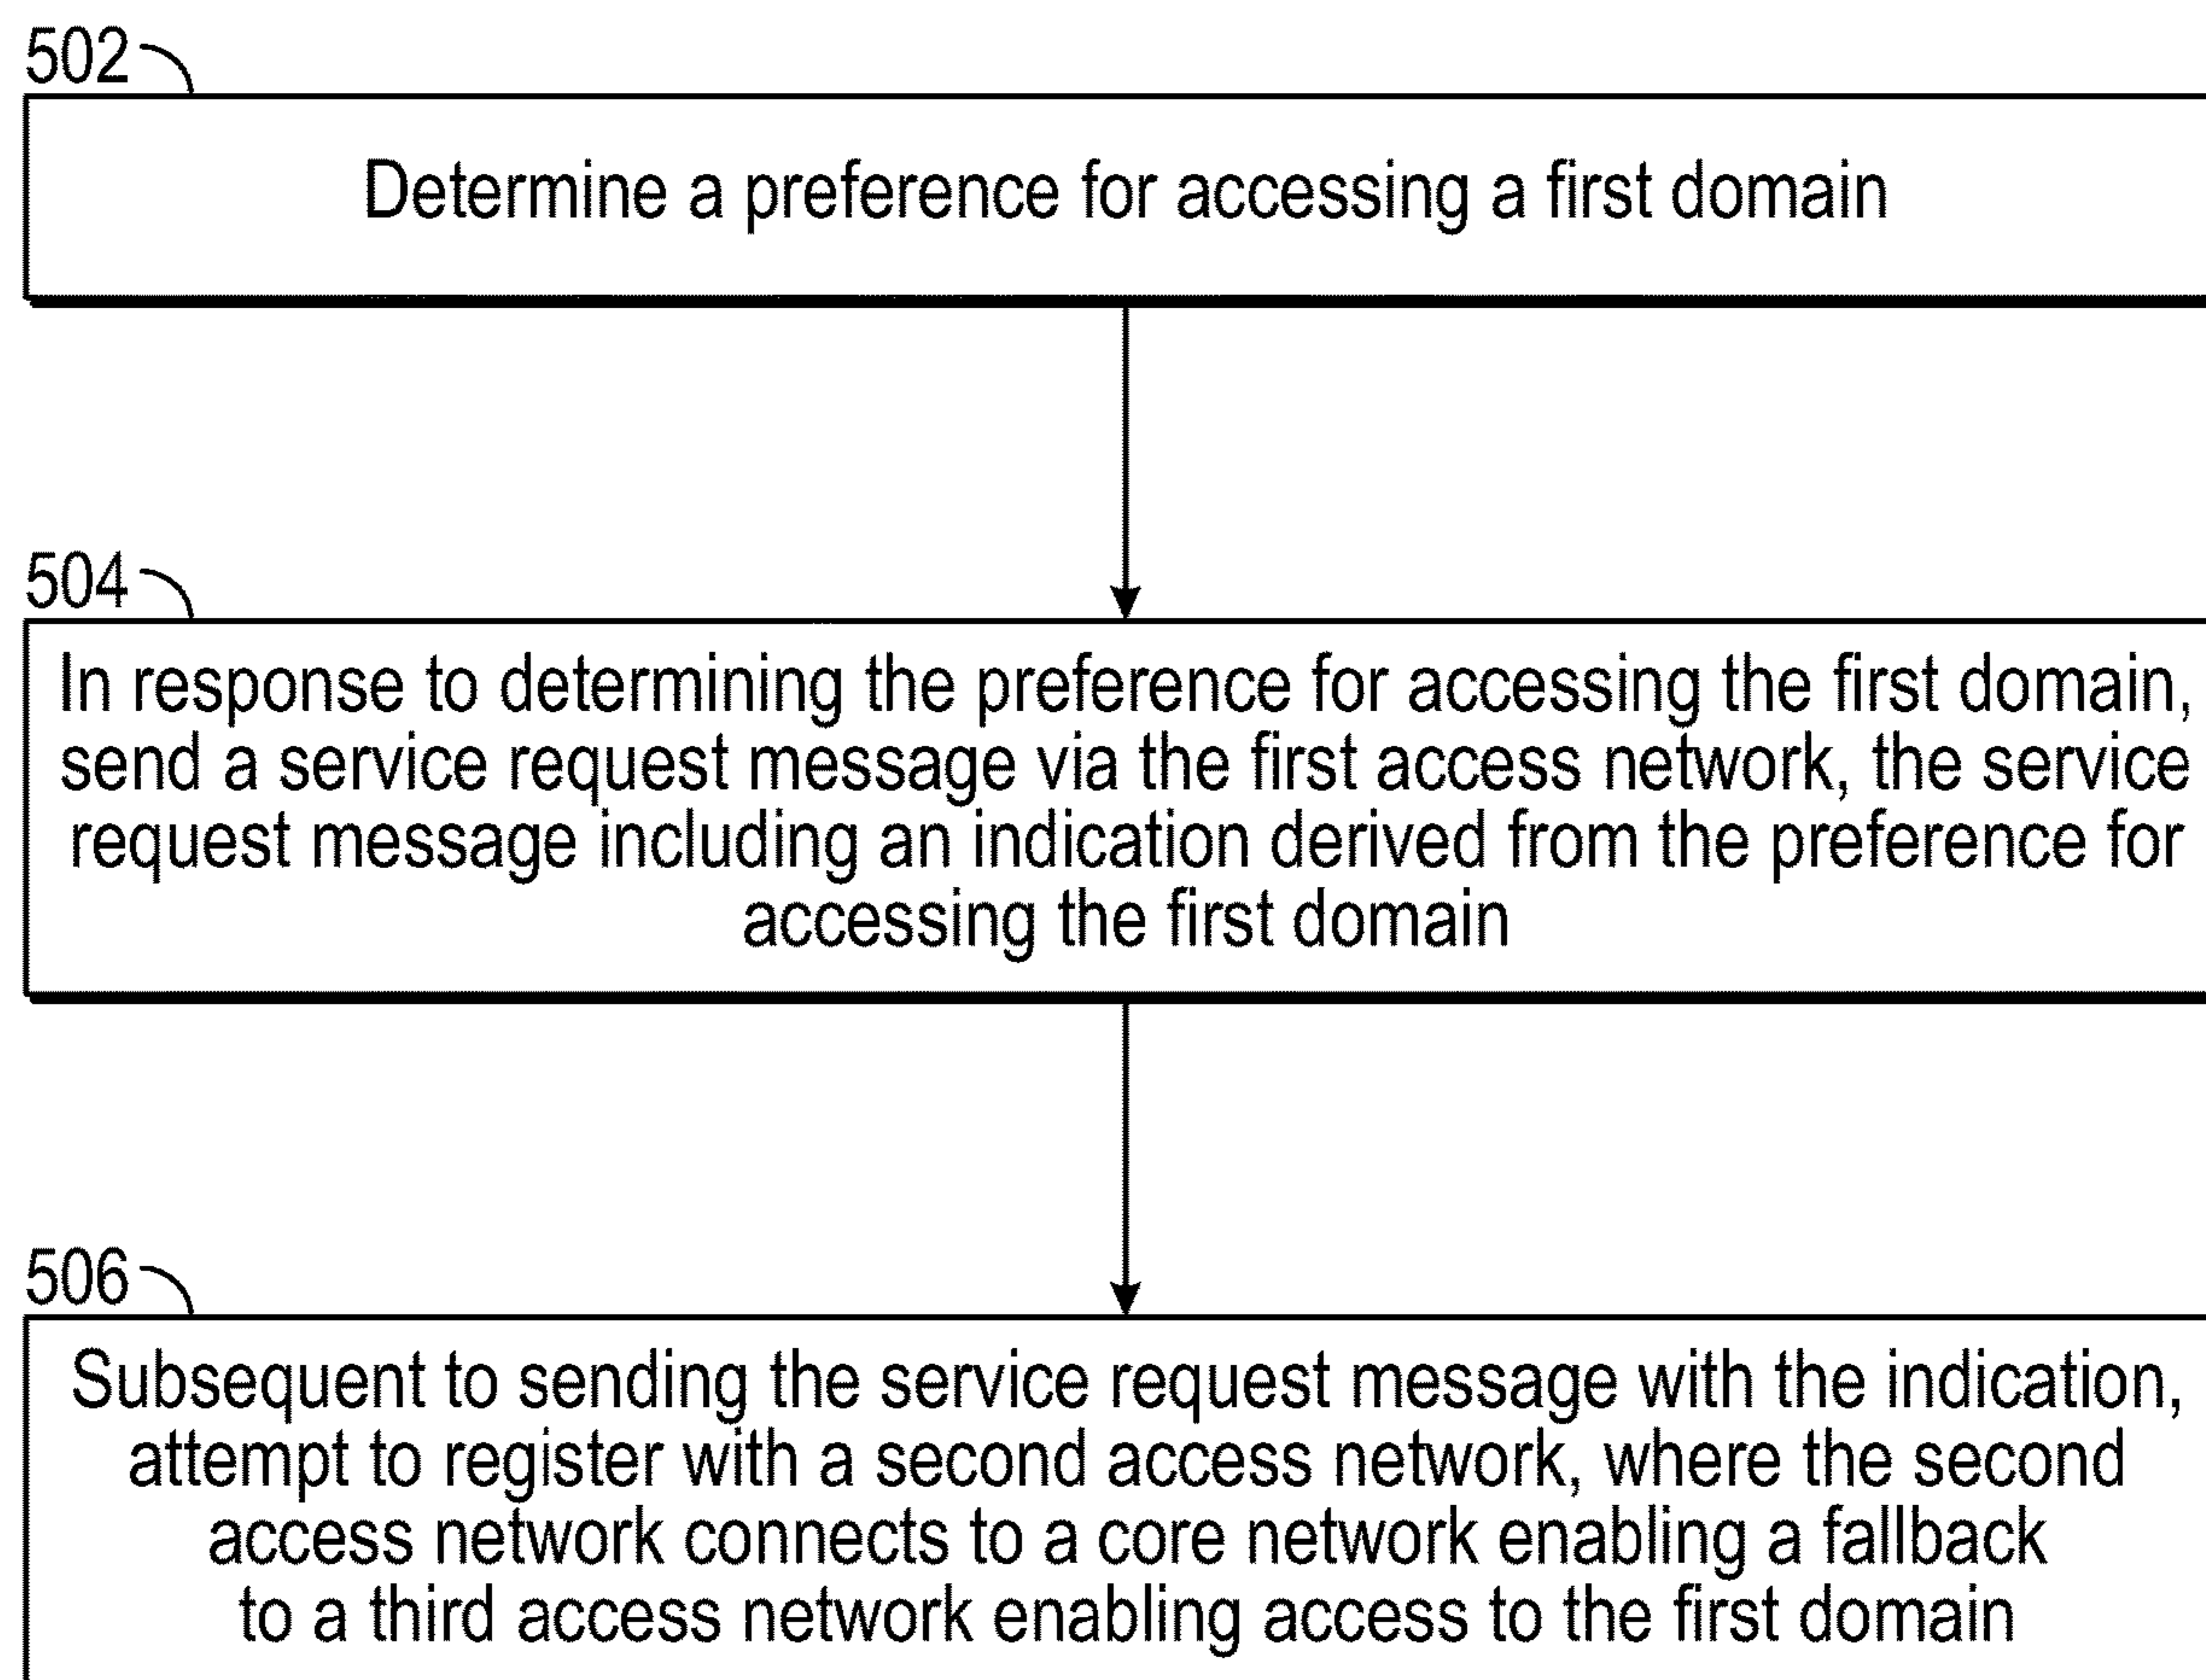 502
Determine a preference for accessing a first domain
504
In response to determining the preference for accessing the first domain,
send a service request message via the first access network, the service
request message including an indication derived from the preference for
accessing the first domain
506
Subsequent to sending the service request message with the indication,
attempt to register with a second access network, where the second
access network connects to a core network enabling a fallback
to a third access network enabling access to the first domain